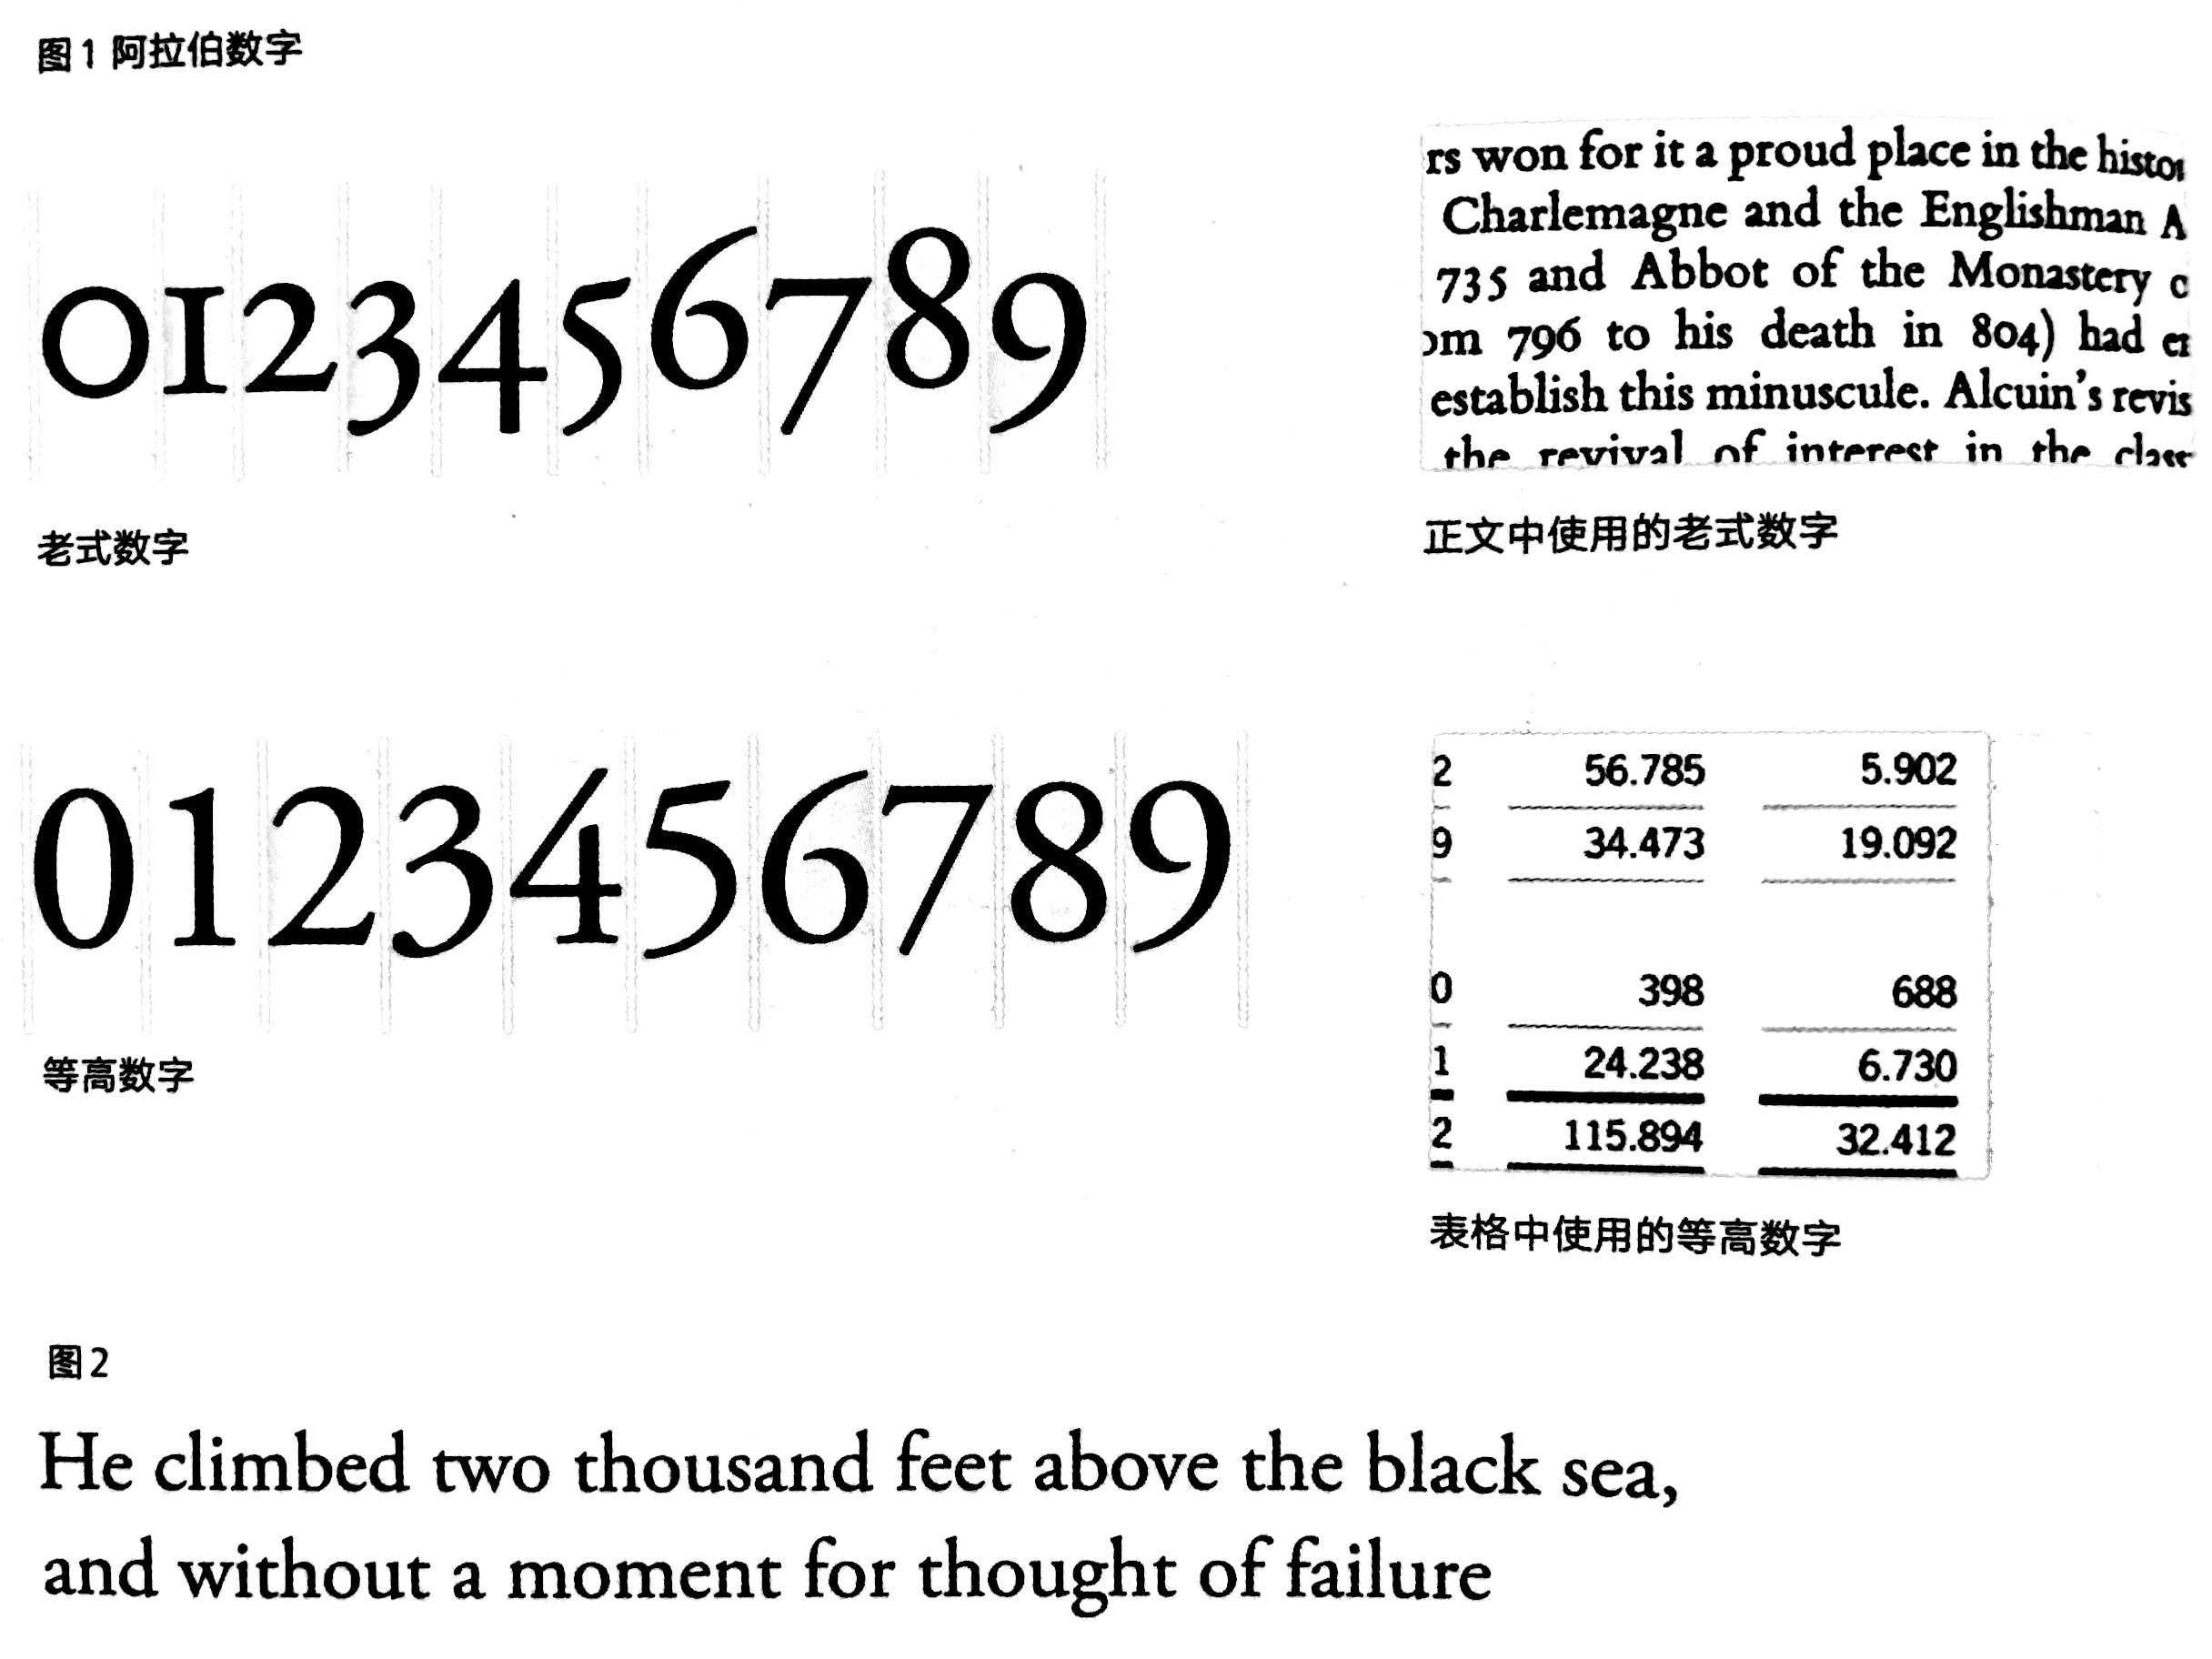 图1 阿拉伯数字
0123456789
老式数字
rs won for it a proud place in the histor
Charlemagne and the Englishman A
735 and Abbot of the Monastery c
om 796 to his death in 804) had er
establish this minuscule. Alcuin's revis
the revival of interest in the class
正文中使用的老式数字
0123456789
等高数字
2 56.785 5.902
9 34.473 19.092
0 398 688
1 24.238 6.730
2 115.894 32.412
表格中使用的等高数字
图2
He climbed two thousand feet above the black sea,
and without a moment for thought of failure